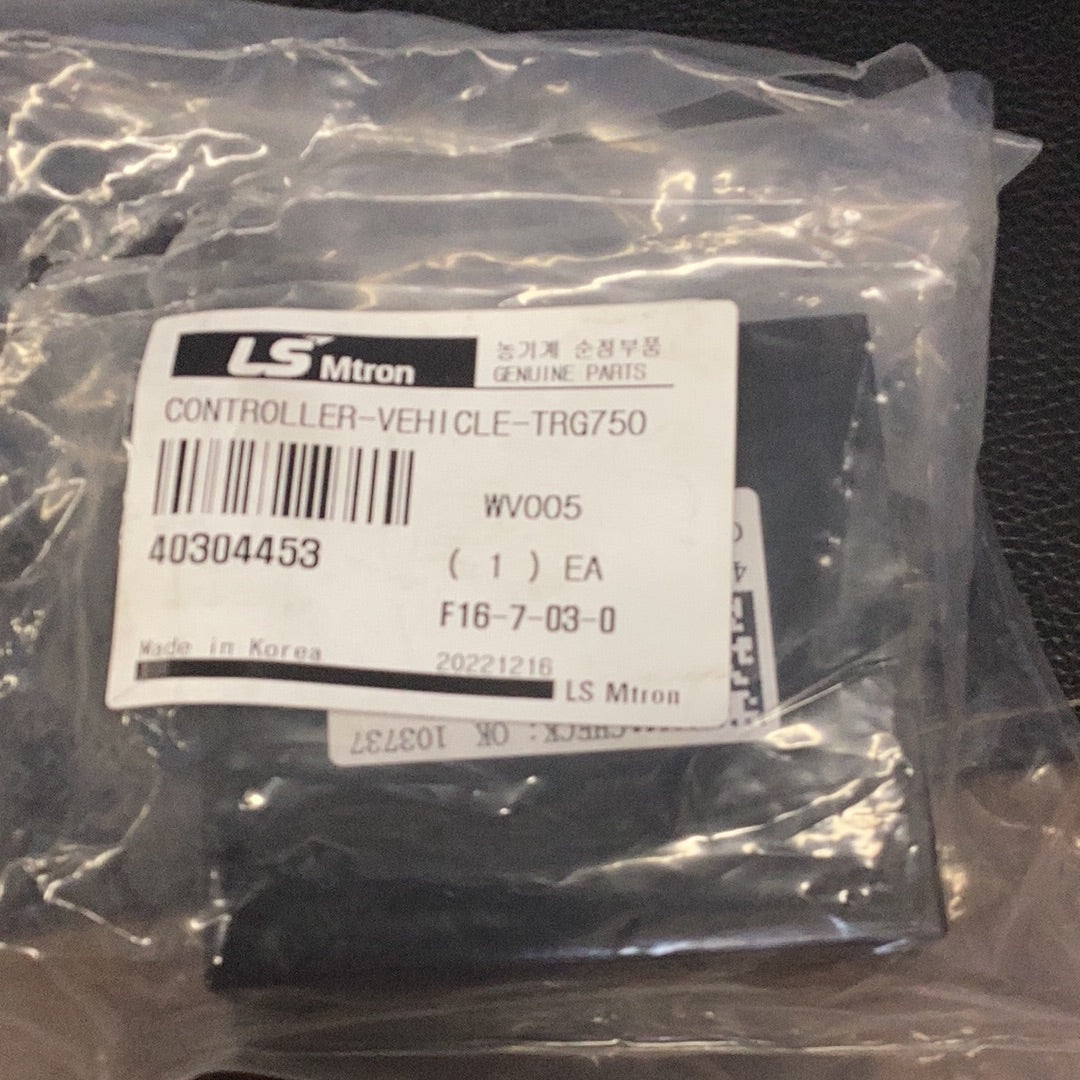 LS Mtron
농기계 순정부품
GENUINE PARTS
CONTROLLER-VEHICLE-TRG750
WV005
40304453
( 1 ) EA
F16-7-03-0
Made in Korea
20221216
LS Mtron
CHECK: OK 103737